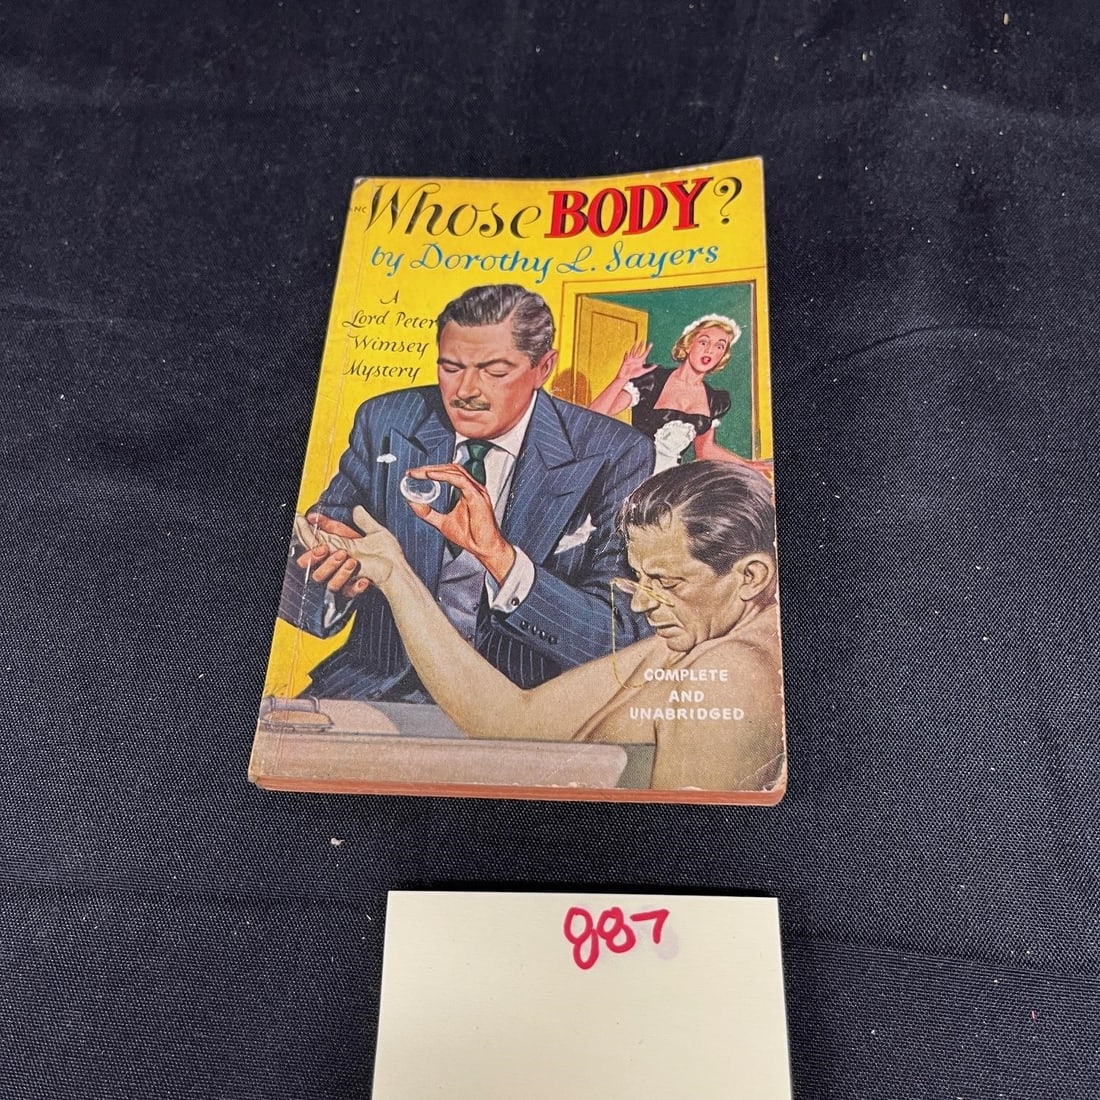 Whose BODY?
by Dorothy L. Sayers
A
Lord Peter
Wimsey
Mystery
COMPLETE
AND
UNABRIDGED
887